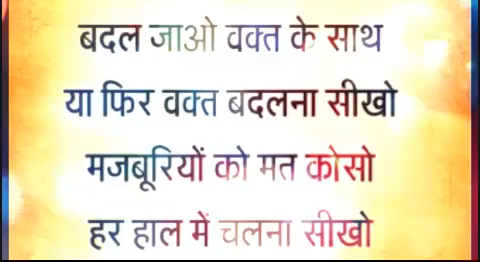 बदल जाओ वक्त के साथ
या फिर वक्त बदलना सीखो
मजबूरियों को मत कोसो
हर हाल में चलना सीखो